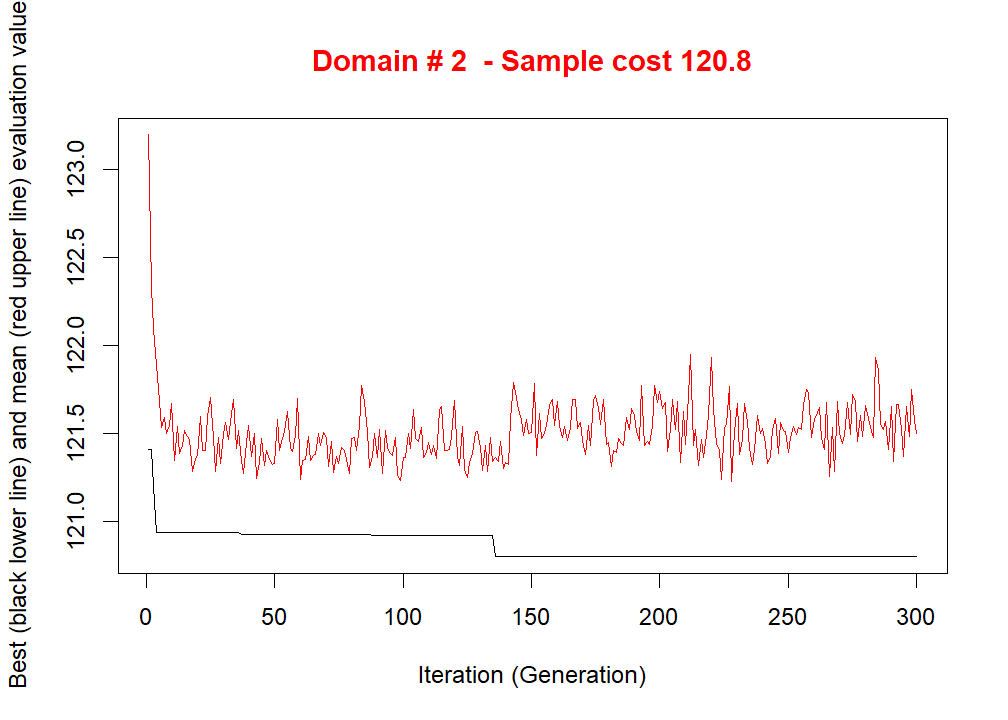 Domain # 2  - Sample cost 120.8
Best (black lower line) and mean (red upper line) evaluation value
123.0
122.5
122.0
121.5
121.0
0 50 100 150 200 250 300
Iteration (Generation)